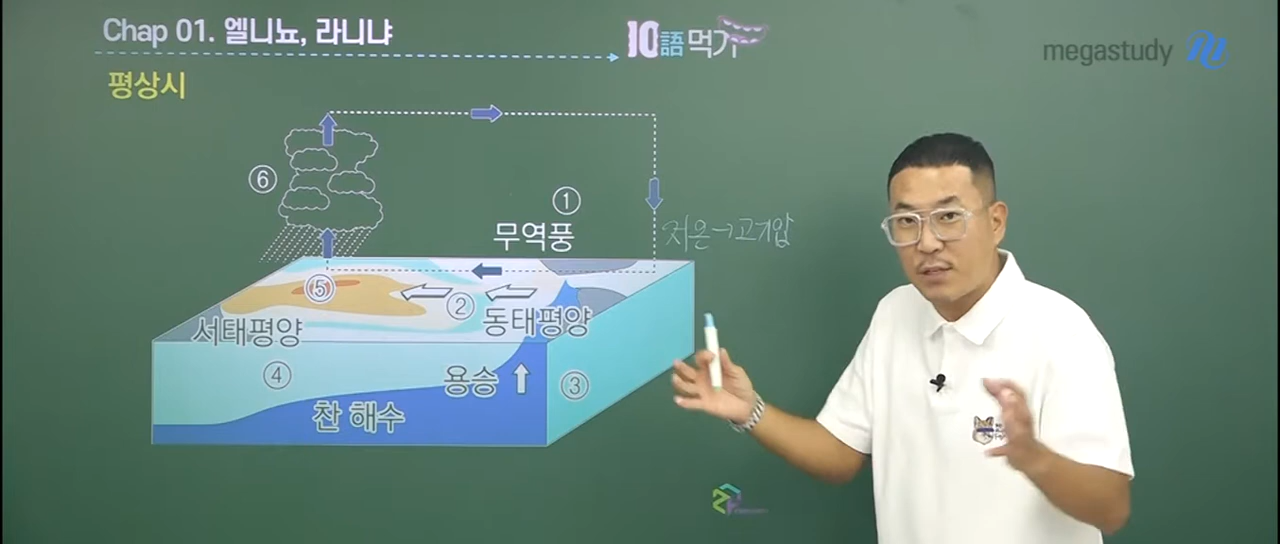 Chap 01. 엘니뇨, 라니냐
10語먹기
megastudy
평상시
⑥
①
무역풍
저온→고기압
⑤
②
서태평양
동태평양
④
용승
③
찬 해수